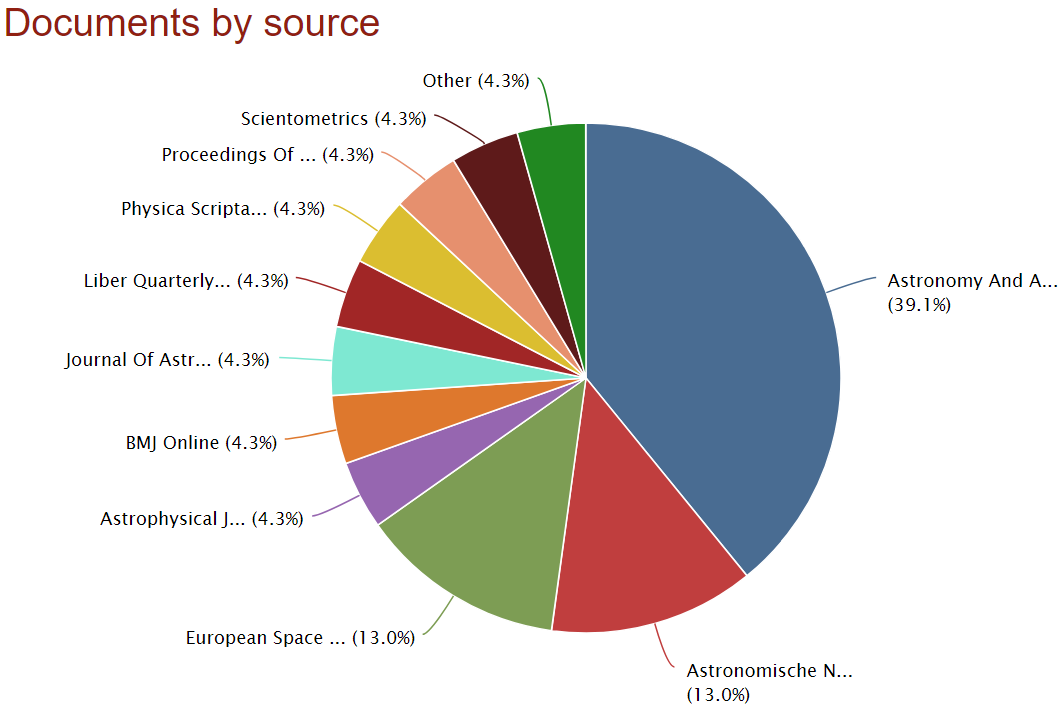 Documents by source
Other (4.3%)
Scientometrics (4.3%)
Proceedings Of ... (4.3%)
Physica Scripta... (4.3%)
Liber Quarterly... (4.3%)
Journal Of Astr... (4.3%)
BMJ Online (4.3%)
Astrophysical J... (4.3%)
European Space ... (13.0%)
Astronomische N...
(13.0%)
Astronomy And A...
(39.1%)